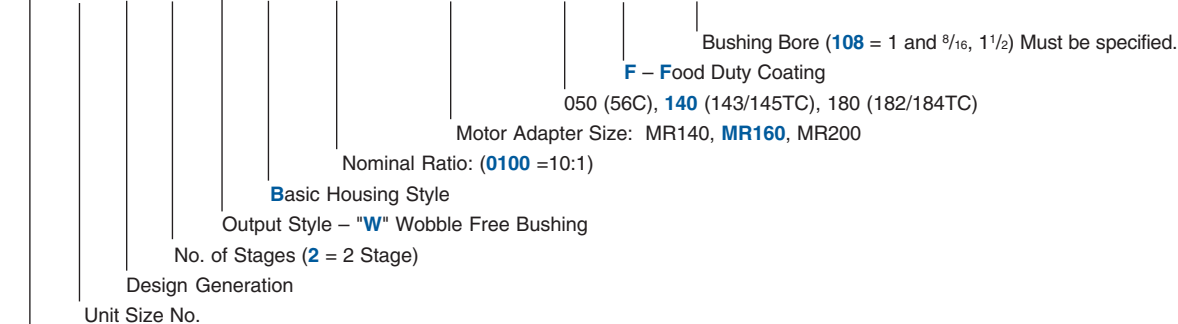 Bushing Bore (108 = 1 and 8/16, 1 1/2) Must be specified.
F – Food Duty Coating
050 (56C), 140 (143/145TC), 180 (182/184TC)
Motor Adapter Size: MR140, MR160, MR200
Nominal Ratio: (0100 =10:1)
Basic Housing Style
Output Style – "W" Wobble Free Bushing
No. of Stages (2 = 2 Stage)
Design Generation
Unit Size No.